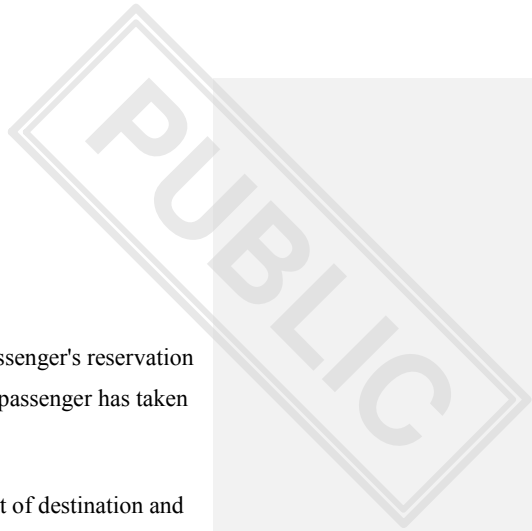 PUBLIC
ssenger's reservation
passenger has taken
t of destination and